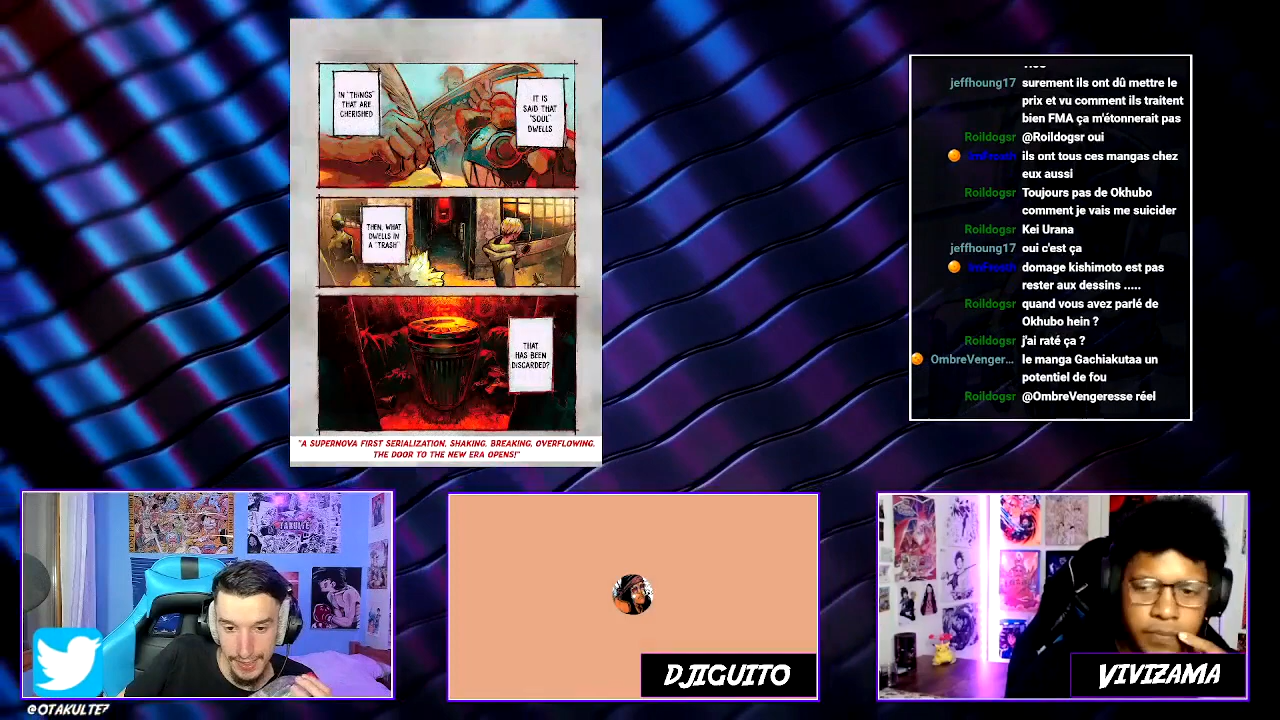 IN "THINGS"
THAT ARE
CHERISHED
IT IS
SAID THAT
"SOUL"
DWELLS
THEN, WHAT
DWELLS IN
A "TRASH"
THAT
HAS BEEN
DISCARDED?
"A SUPERNOVA FIRST SERIALIZATION, SHAKING, BREAKING, OVERFLOWING,
THE DOOR TO THE NEW ERA OPENS!"
jeffhoung17 surement ils ont dû mettre le
prix et vu comment ils traitent
bien FMA ça m'étonnerait pas
Roildogsr @Roildogsr oui
ImFrosth ils ont tous ces mangas chez
eux aussi
Roildogsr Toujours pas de Okhubo
comment je vais me suicider
Roildogsr Kei Urana
jeffhoung17 oui c'est ça
ImFrosth domage kishimoto est pas
rester aux dessins .....
Roildogsr quand vous avez parlé de
Okhubo hein ?
Roildogsr j'ai raté ça ?
OmbreVenger... le manga Gachiakutaa un
potentiel de fou
Roildogsr @OmbreVengeresse réel
OTAKULTE
@OTAKULTE7
DJIGUITO
VIVIZAMA